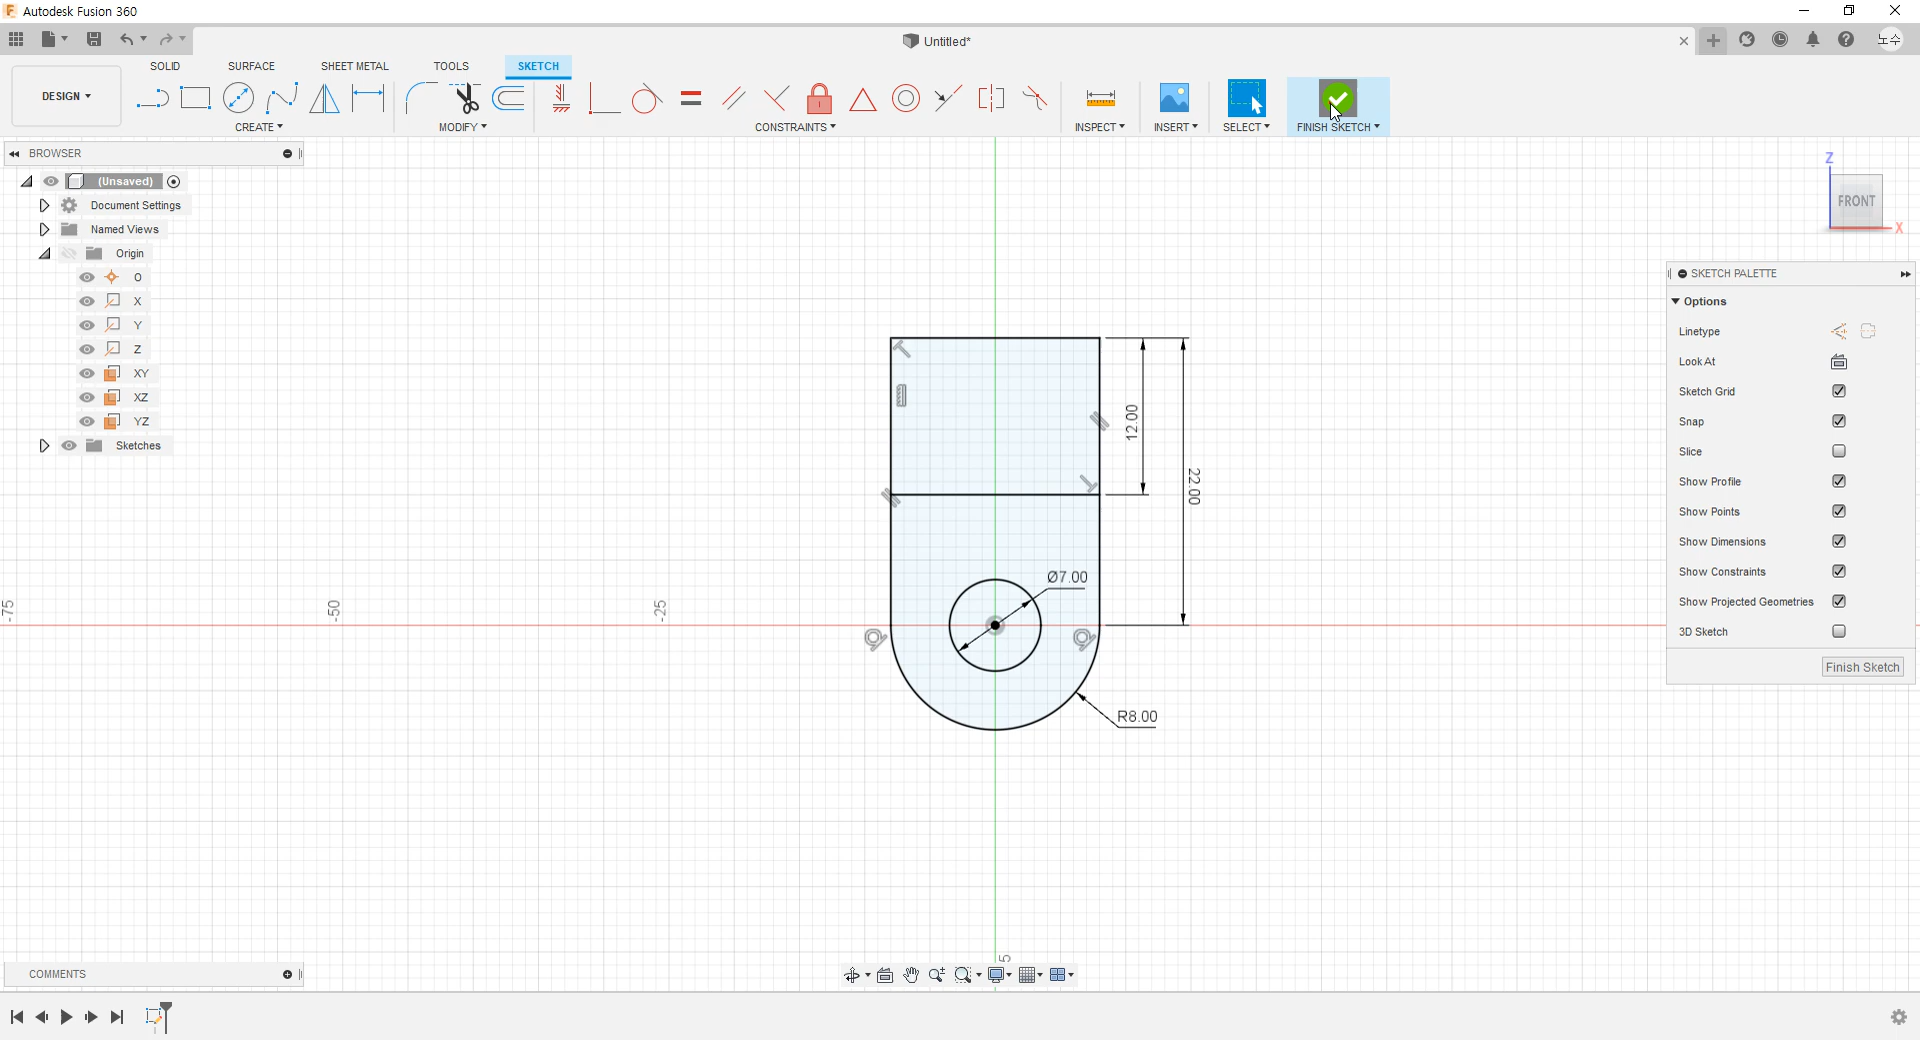 Autodesk Fusion 360
Untitled*
노수
DESIGN
SOLID
SURFACE
SHEET METAL
TOOLS
SKETCH
CREATE
MODIFY
CONSTRAINTS
INSPECT
INSERT
SELECT
FINISH SKETCH
BROWSER
(Unsaved)
Document Settings
Named Views
Origin
O
X
Y
Z
XY
XZ
YZ
Sketches
Z
FRONT
X
SKETCH PALETTE
Options
Linetype
Look At
Sketch Grid
Snap
Slice
Show Profile
Show Points
Show Dimensions
Show Constraints
Show Projected Geometries
3D Sketch
Finish Sketch
12.00
22.00
Ø7.00
R8.00
-75
-50
-25
5
COMMENTS